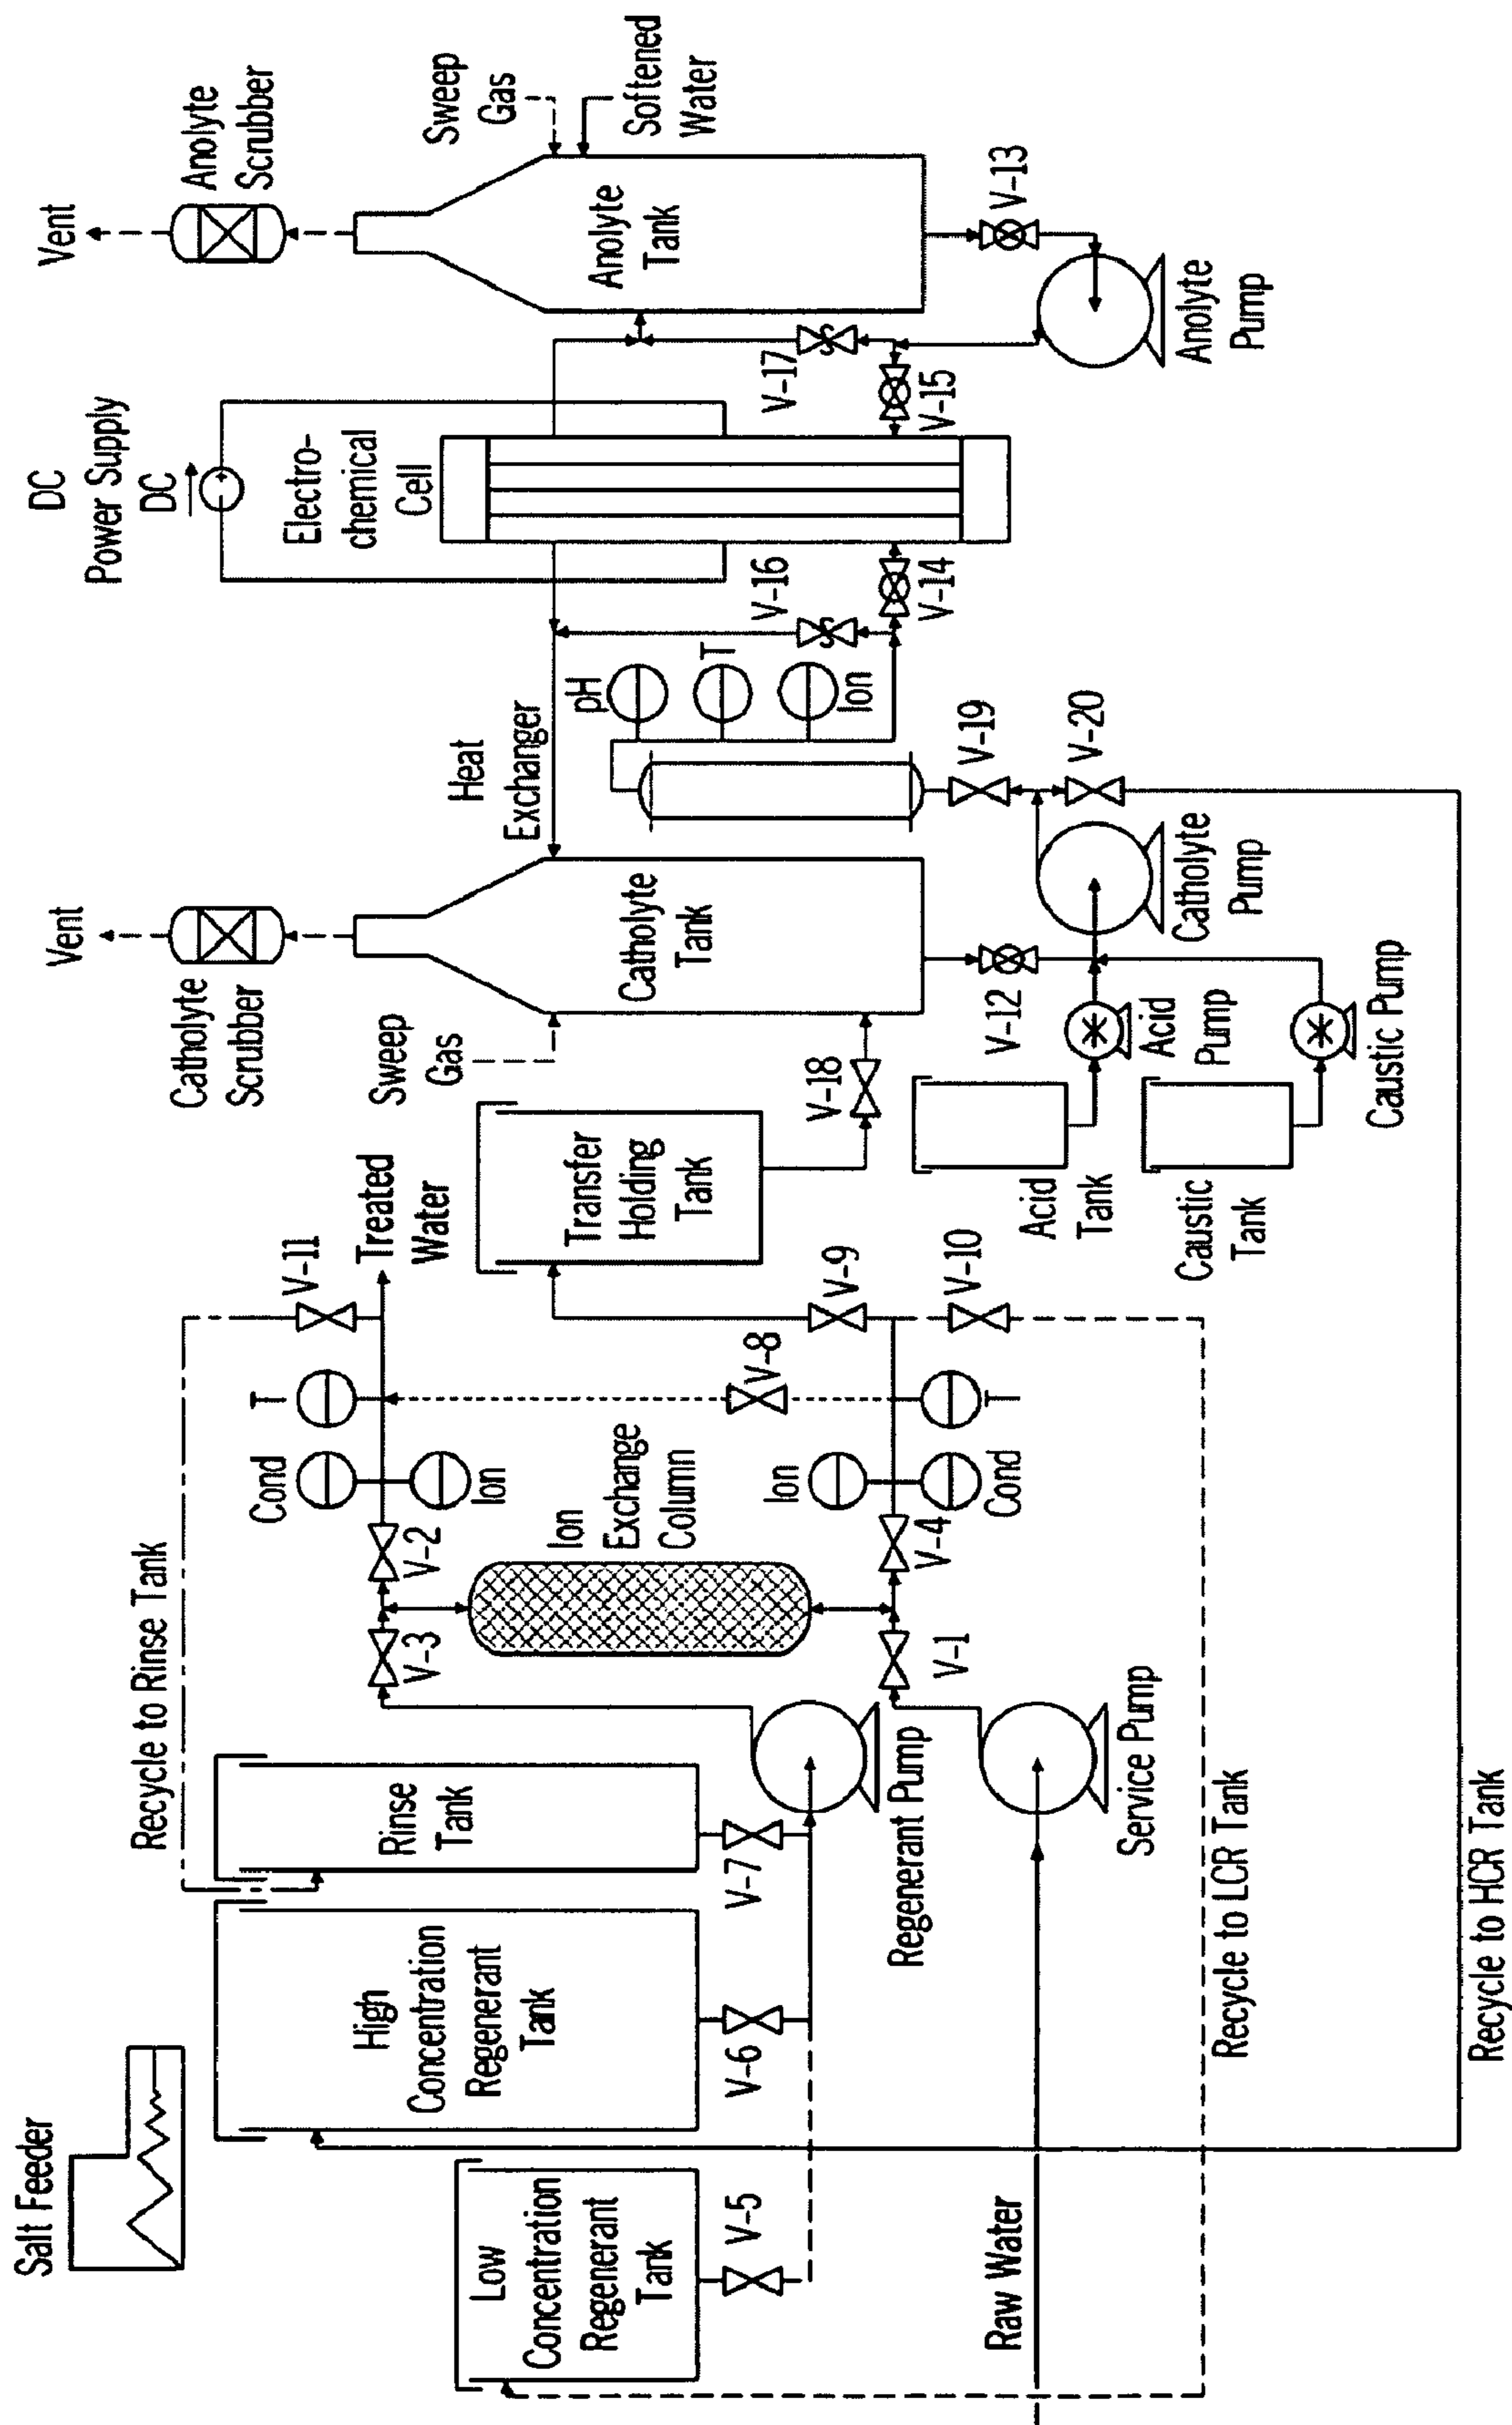 Salt Feeder
Low
Concentration
Regenerant
Tank
V-5
High
Concentration
Regenerant
Tank
V-6
Rinse
Tank
V-7
Recycle to Rinse Tank
Regenerant Pump
Raw Water
Service Pump
Recycle to LCR Tank
Recycle to HCR Tank
V-3
V-2
V-1
V-4
Ion
Exchange
Column
Cond
Ion
T
Ion
Cond
T
V-8
V-11
Treated
Water
V-9
V-10
Transfer
Holding
Tank
V-18
Acid
Tank
Caustic
Tank
Acid
Pump
Caustic Pump
V-12
Vent
Catholyte
Scrubber
Sweep
Gas
Catholyte
Tank
Catholyte
Pump
V-19
V-20
Heat
Exchanger
pH
T
Ion
V-16
V-14
DC
Power Supply
DC
+
Electro-
chemical
Cell
V-17
V-15
Vent
Anolyte
Scrubber
Sweep
Gas
Softened
Water
Anolyte
Tank
V-13
Anolyte
Pump